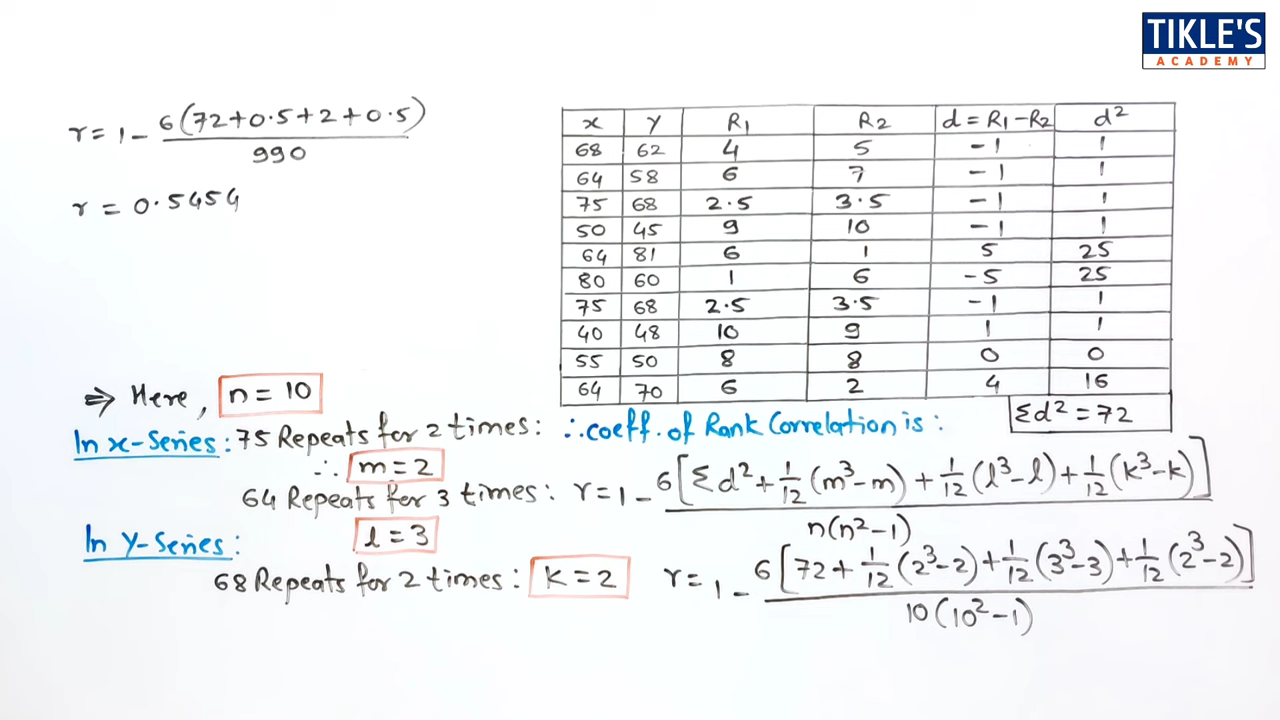 TIKLE'S
ACADEMY
r = 1 - 6(72+0.5+2+0.5) / 990
r = 0.5454
x y R₁ R₂ d = R₁-R₂ d²
68 62 4 5 -1 1
64 58 6 7 -1 1
75 68 2.5 3.5 -1 1
50 45 9 10 -1 1
64 81 6 1 5 25
80 60 1 6 -5 25
75 68 2.5 3.5 -1 1
40 48 10 9 1 1
55 50 8 8 0 0
64 70 6 2 4 16
Σd² = 72
⇒ Here, n = 10
In x-Series: 75 Repeats for 2 times:
∴ m = 2
64 Repeats for 3 times:
l = 3
In Y-Series:
68 Repeats for 2 times: K = 2
∴ coeff. of Rank Correlation is:
r = 1 - 6[Σd² + 1/12 (m³-m) + 1/12 (l³-l) + 1/12 (k³-k)] / n(n²-1)
r = 1 - 6[72 + 1/12 (2³-2) + 1/12 (3³-3) + 1/12 (2³-2)] / 10(10²-1)